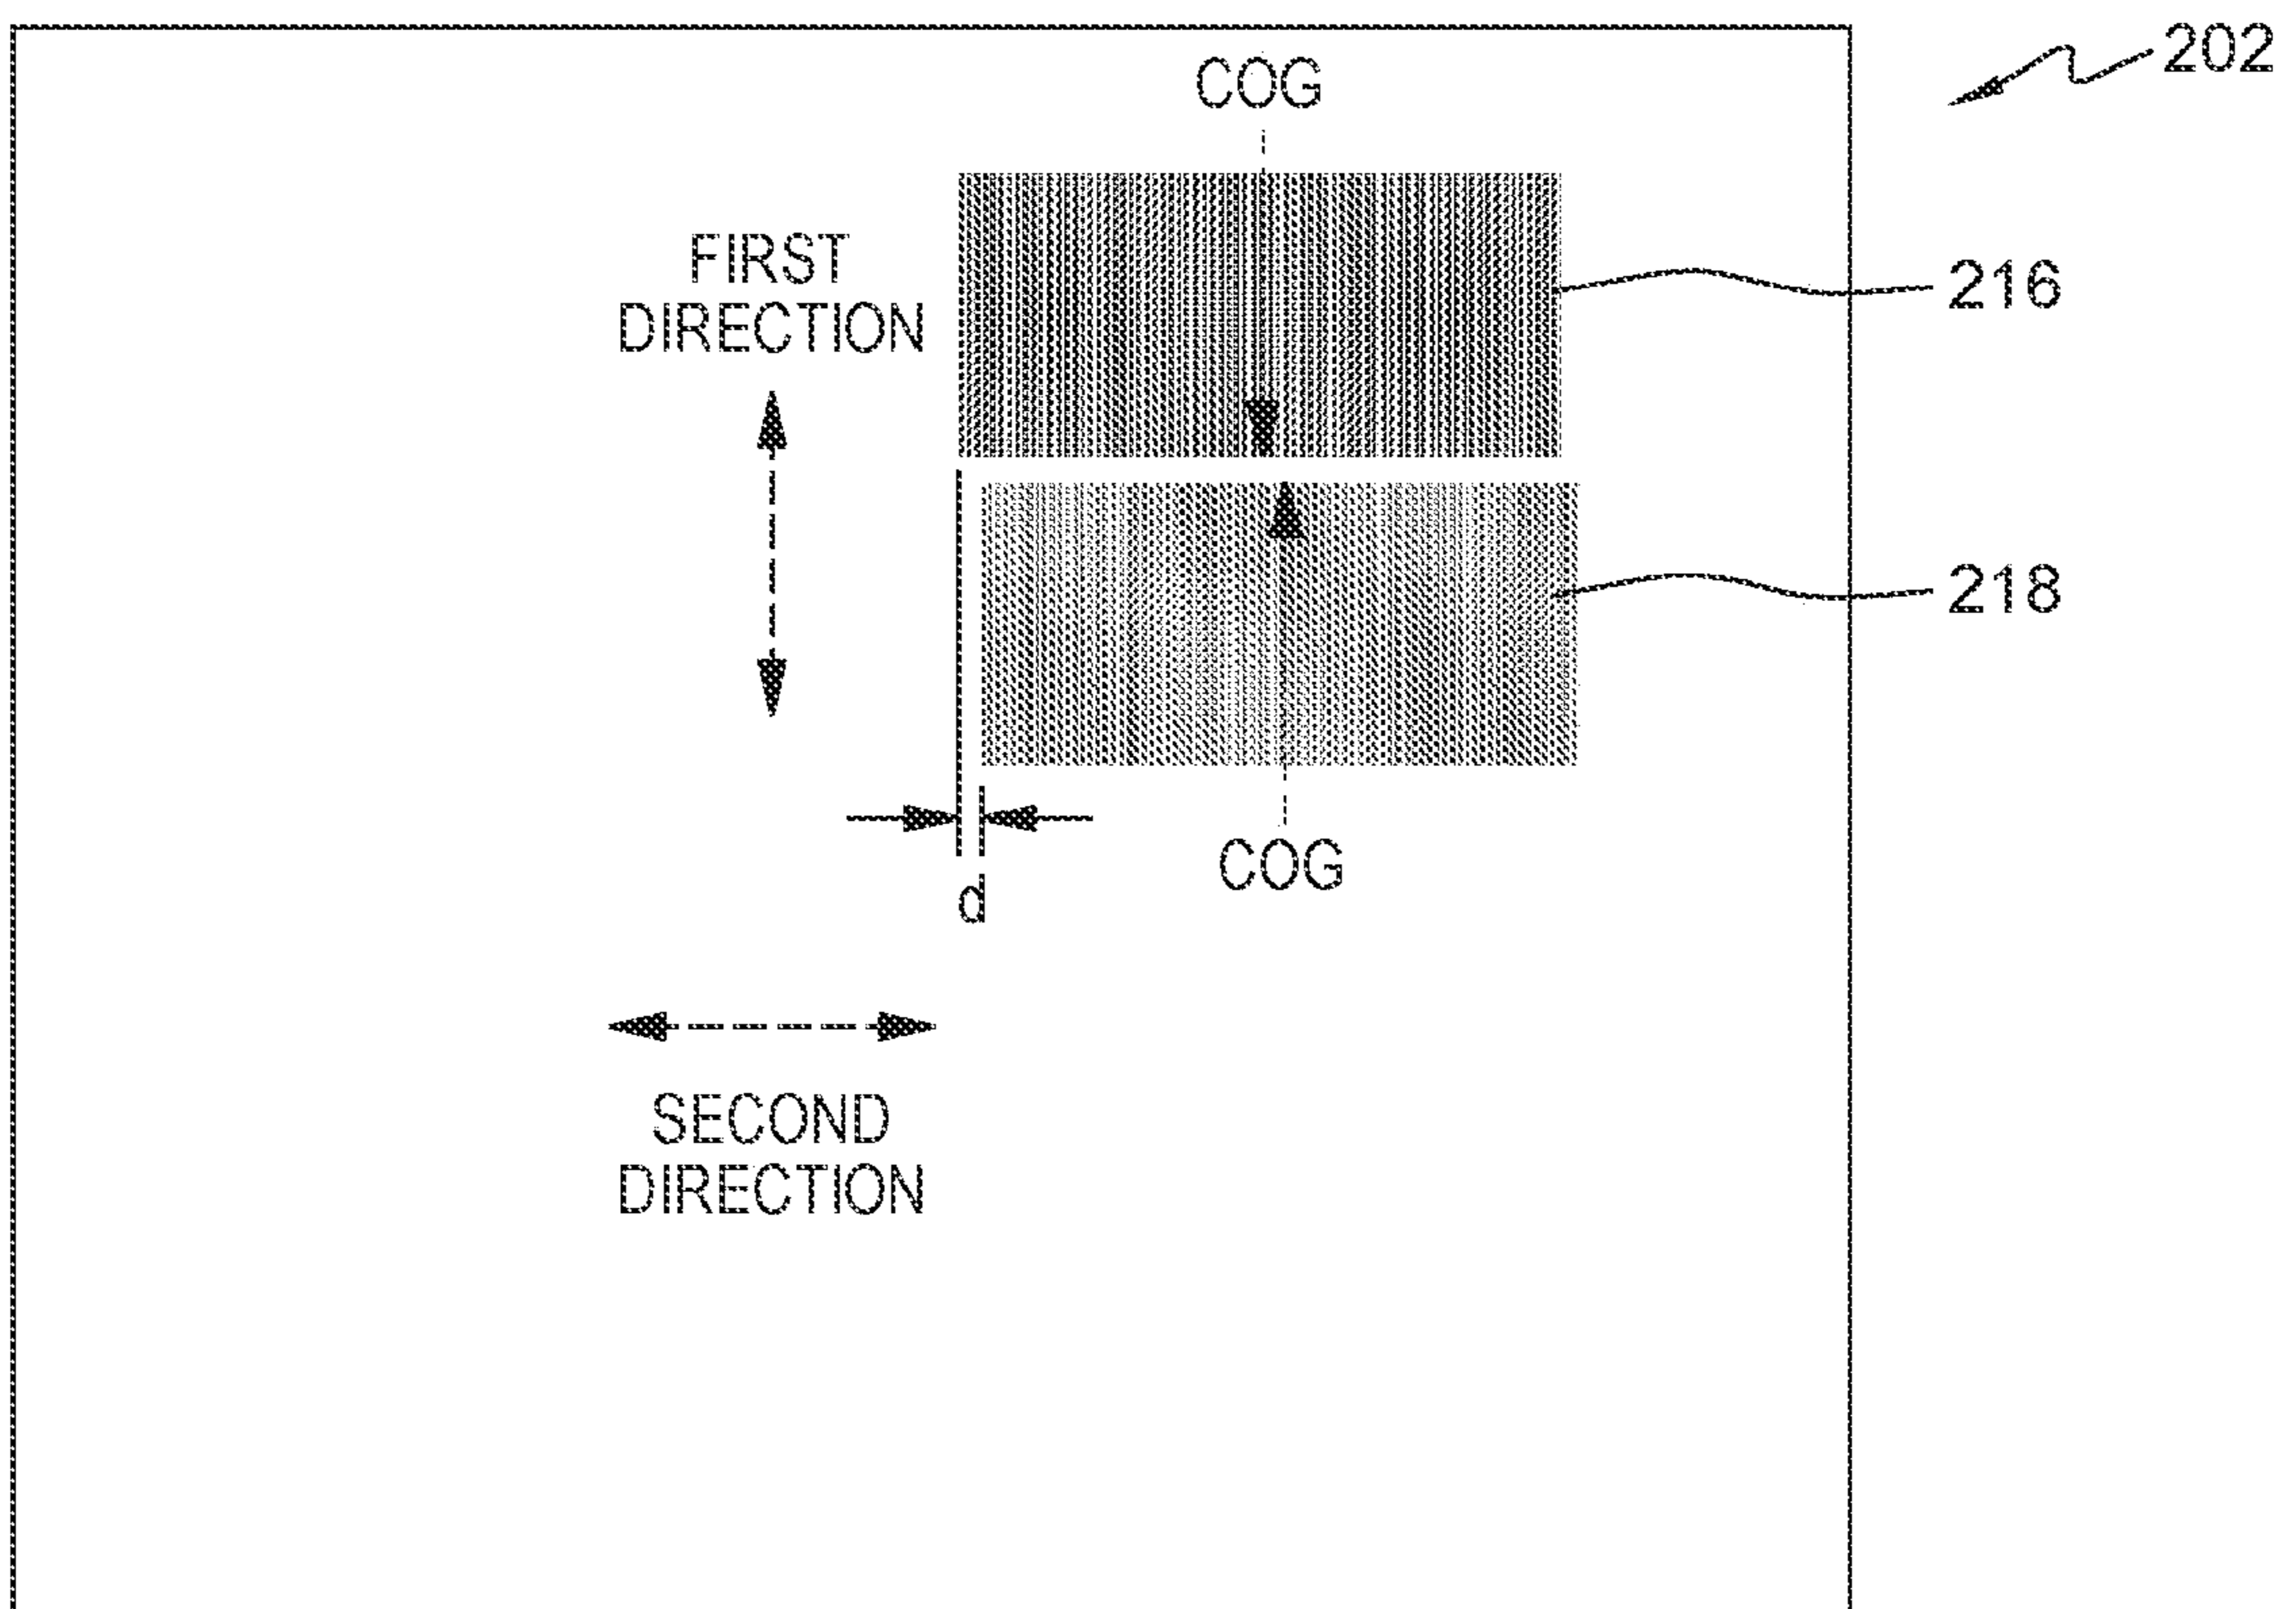 202
COG
FIRST
DIRECTION
216
218
d
COG
SECOND
DIRECTION